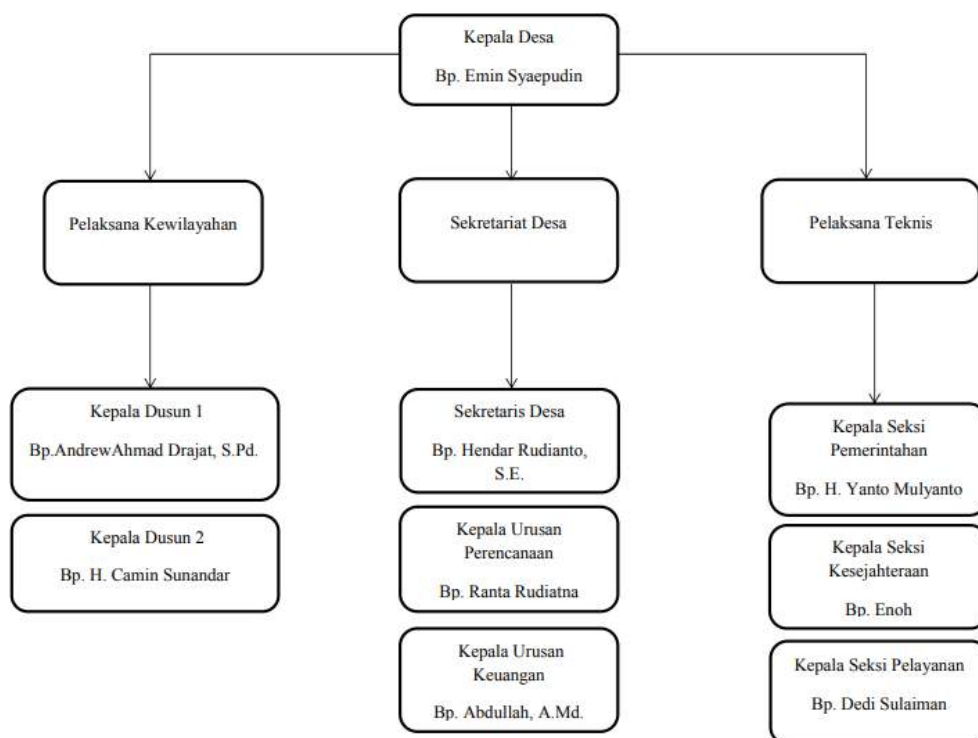 Kepala Desa
Bp. Emin Syaepudin
Pelaksana Kewilayahan
Sekretariat Desa
Pelaksana Teknis
Kepala Dusun 1
Bp.AndrewAhmad Drajat, S.Pd.
Kepala Dusun 2
Bp. H. Camin Sunandar
Sekretaris Desa
Bp. Hendar Rudianto,
S.E.
Kepala Urusan
Perencanaan
Bp. Ranta Rudiatna
Kepala Urusan
Keuangan
Bp. Abdullah, A.Md.
Kepala Seksi
Pemerintahan
Bp. H. Yanto Mulyanto
Kepala Seksi
Kesejahteraan
Bp. Enoh
Kepala Seksi Pelayanan
Bp. Dedi Sulaiman